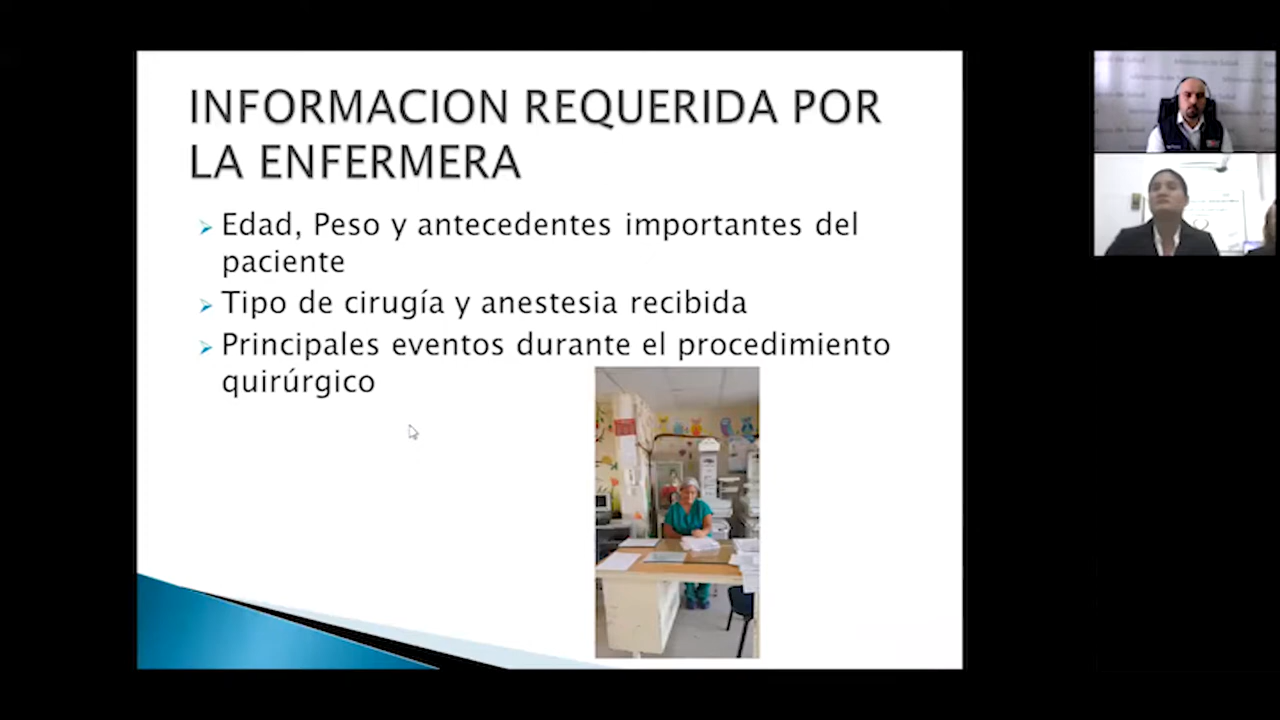 INFORMACION REQUERIDA POR
LA ENFERMERA
Edad, Peso y antecedentes importantes del
paciente
Tipo de cirugía y anestesia recibida
Principales eventos durante el procedimiento
quirúrgico